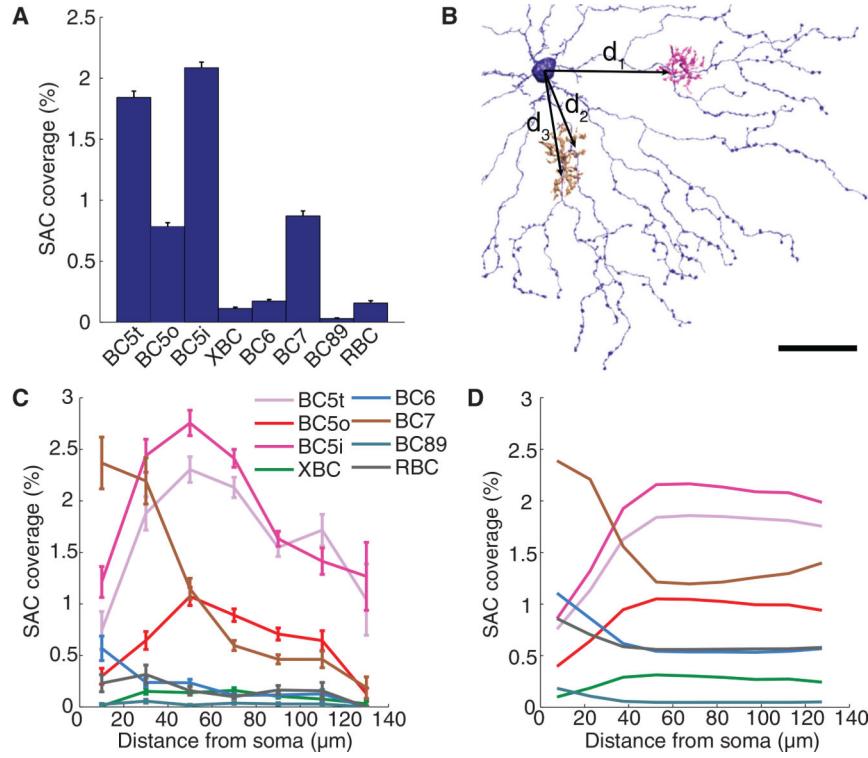 A
SAC coverage (%)
2.5
2
1.5
1
0.5
0
BC5t BC5o BC5i XBC BC6 BC7 BC89 RBC
B
d1
d2
d3
C
SAC coverage (%)
3
2.5
2
1.5
1
0.5
0
0 20 40 60 80 100 120 140
Distance from soma (μm)
BC5t BC6
BC5o BC7
BC5i BC89
XBC RBC
D
SAC coverage (%)
3
2.5
2
1.5
1
0.5
0
0 20 40 60 80 100 120 140
Distance from soma (μm)